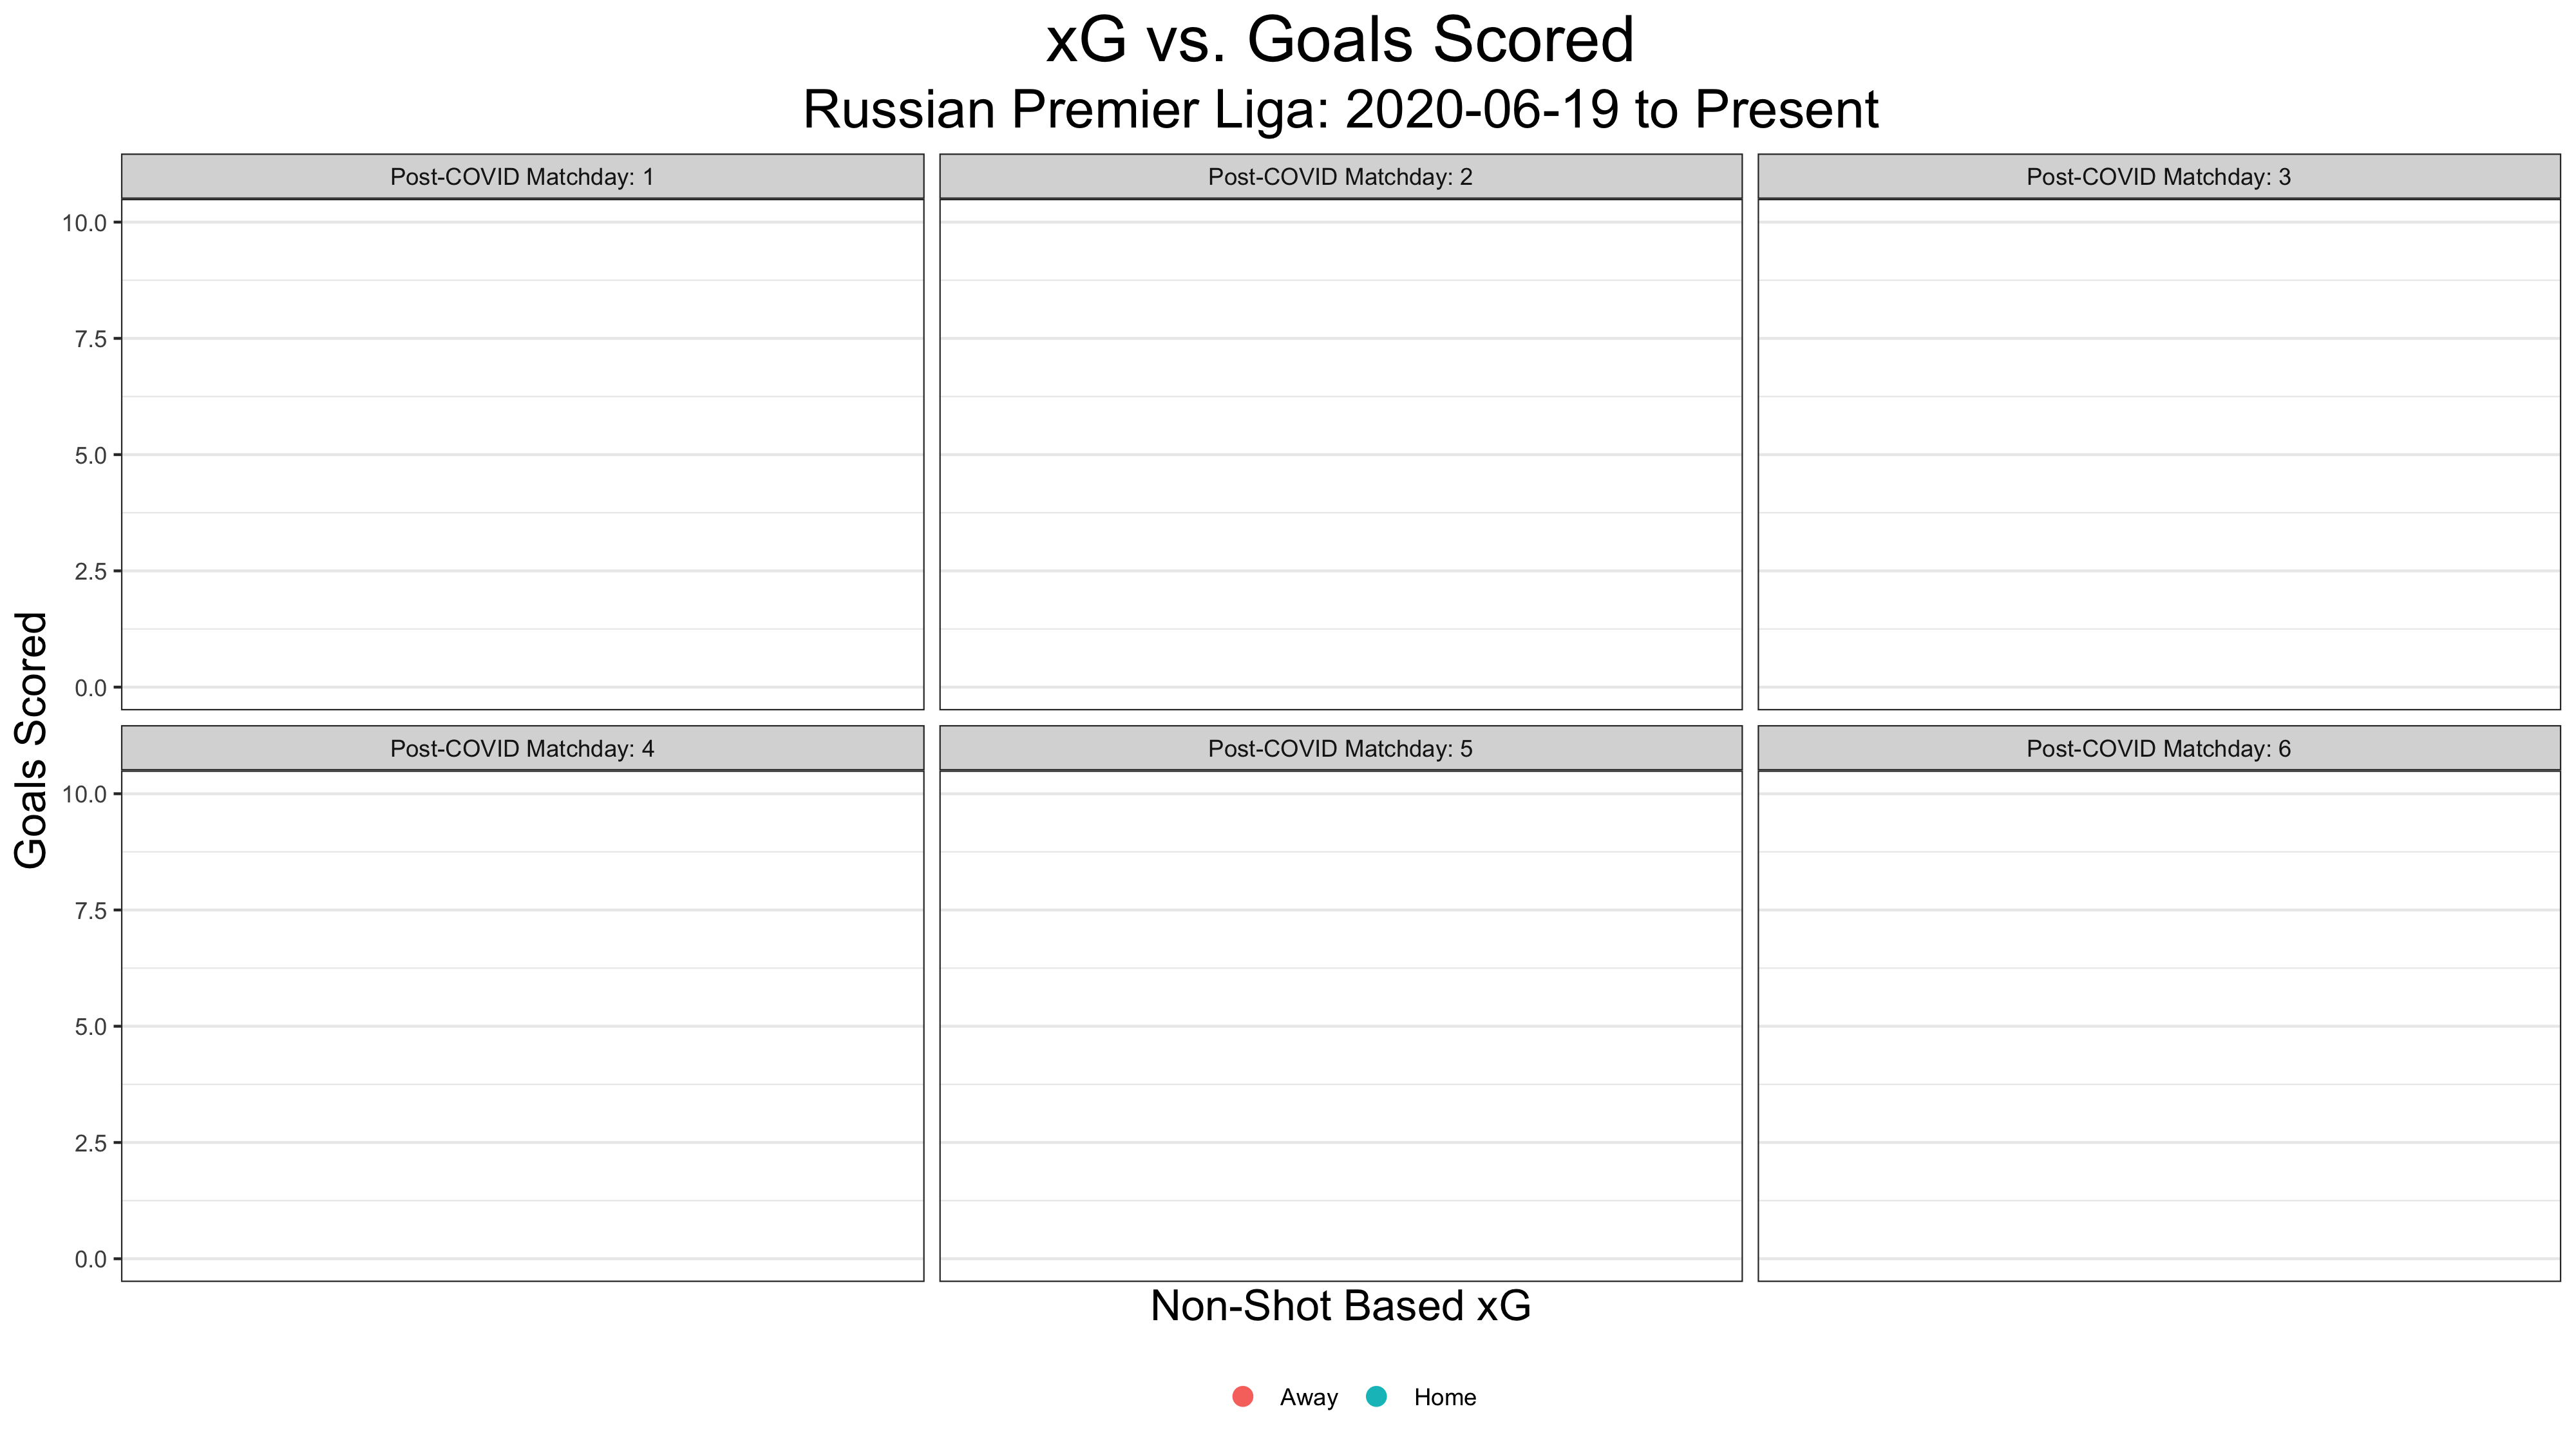 xG vs. Goals Scored
Russian Premier Liga: 2020-06-19 to Present
Post-COVID Matchday: 1
Post-COVID Matchday: 2
Post-COVID Matchday: 3
10.0
7.5
5.0
2.5
0.0
Goals Scored
Post-COVID Matchday: 4
Post-COVID Matchday: 5
Post-COVID Matchday: 6
10.0
7.5
5.0
2.5
0.0
Non-Shot Based xG
Away
Home